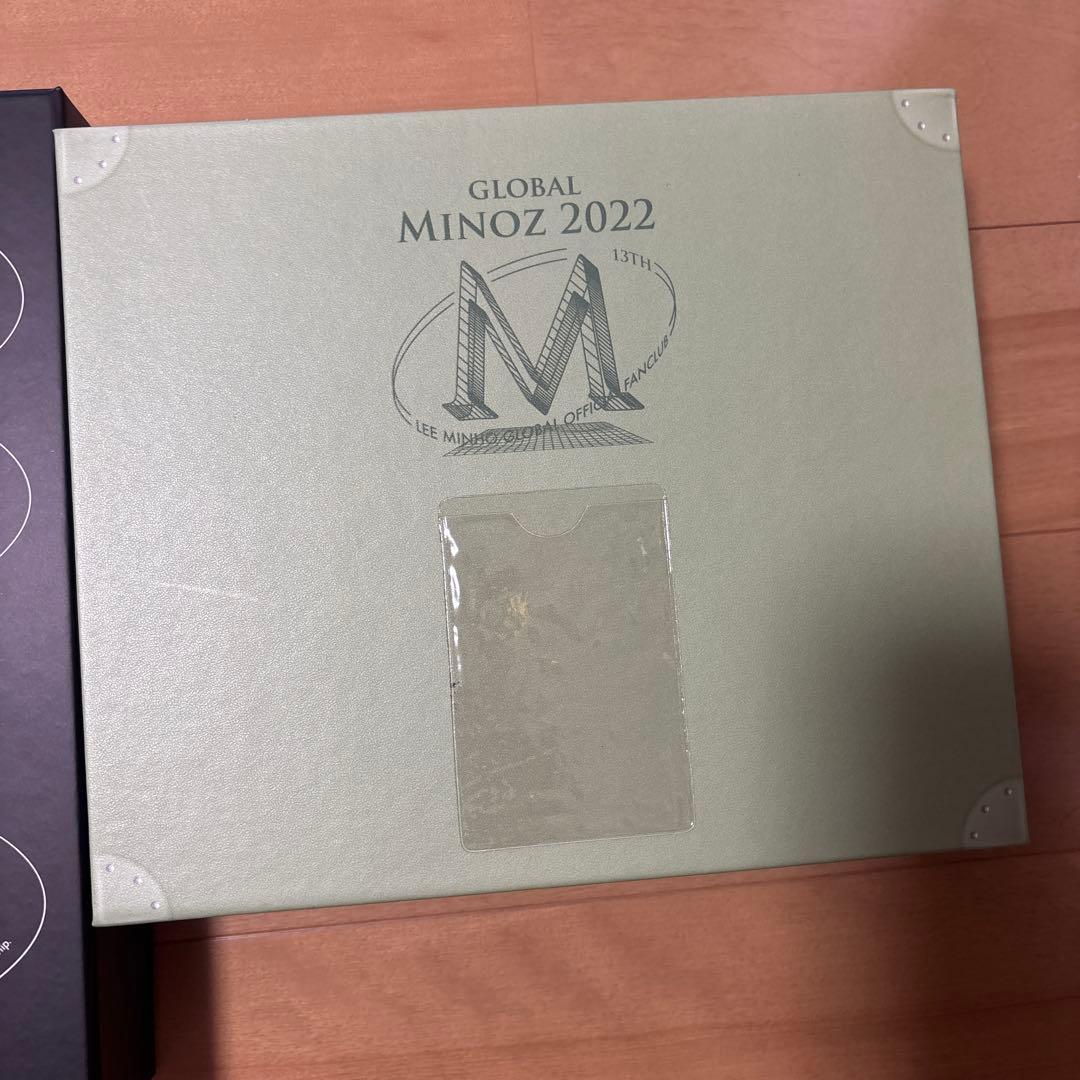 GLOBAL
MINOZ 2022
13TH
LEE MINHO GLOBAL OFFICIAL FANCLUB